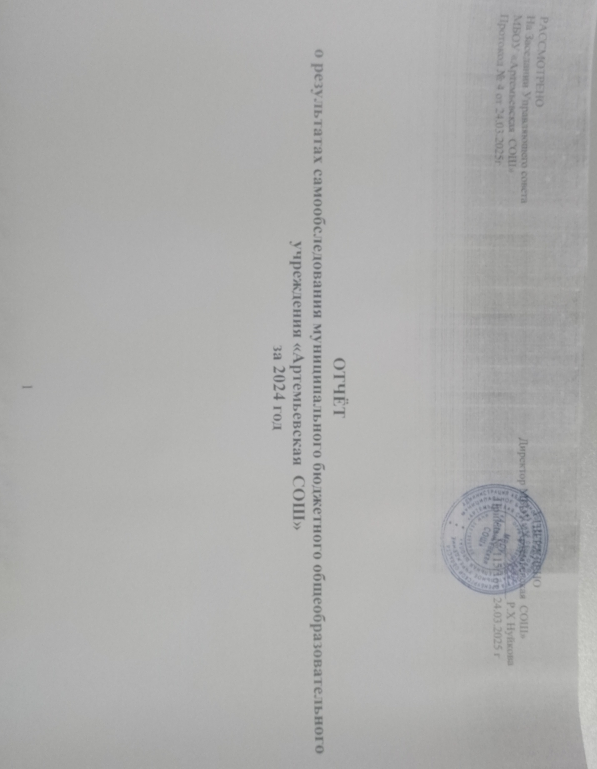 РАССМОТРЕНО
На Заседании Управляющего совета
МБОУ «Артемьевская СОШ»
Протокол № 4 от 24.03.2025г
Директор «Артемьевская СОШ»
Р.Х
24.03.2025 г
ОТЧЁТ
о результатах самообследования муниципального бюджетного общеобразовательного
учреждения «Артемьевская СОШ»
за 2024 год
1